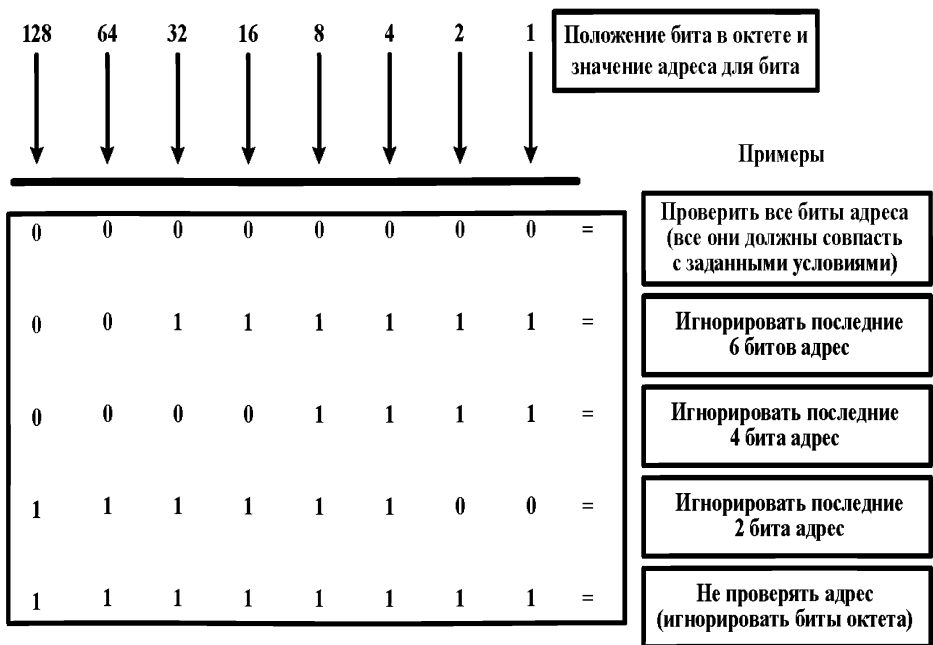 128 64 32 16 8 4 2 1
Положение бита в октете и
значение адреса для бита
Примеры
0 0 0 0 0 0 0 0 =
Проверить все биты адреса
(все они должны совпасть
с заданными условиями)
0 0 1 1 1 1 1 1 =
Игнорировать последние
6 битов адрес
0 0 0 0 1 1 1 1 =
Игнорировать последние
4 бита адрес
1 1 1 1 1 1 0 0 =
Игнорировать последние
2 бита адрес
1 1 1 1 1 1 1 1 =
Не проверять адрес
(игнорировать биты октета)